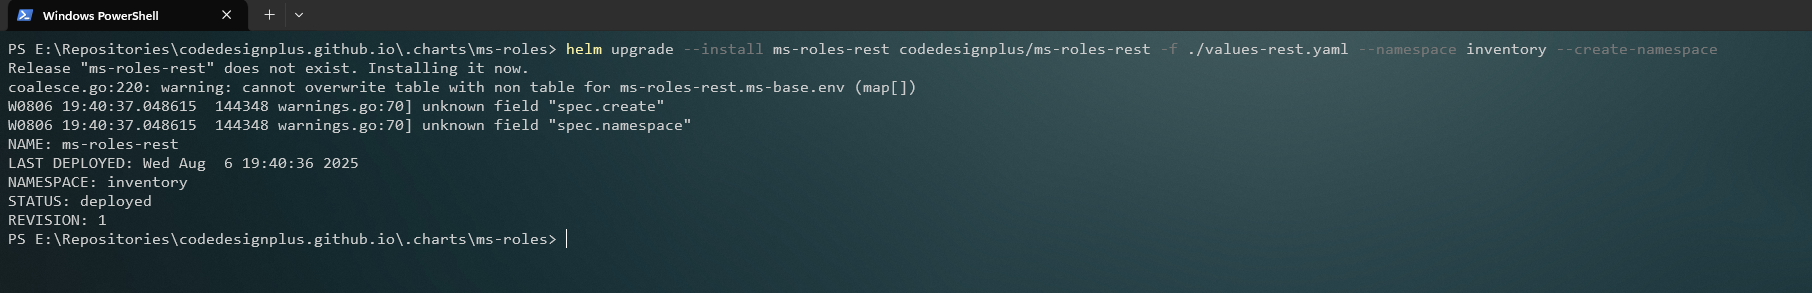 Windows PowerShell
PS E:\Repositories\codedesignplus.github.io\.charts\ms-roles> helm upgrade --install ms-roles-rest codedesignplus/ms-roles-rest -f ./values-rest.yaml --namespace inventory --create-namespace
Release "ms-roles-rest" does not exist. Installing it now.
coalesce.go:220: warning: cannot overwrite table with non table for ms-roles-rest.ms-base.env (map[])
W0806 19:40:37.048615  144348 warnings.go:70] unknown field "spec.create"
W0806 19:40:37.048615  144348 warnings.go:70] unknown field "spec.namespace"
NAME: ms-roles-rest
LAST DEPLOYED: Wed Aug  6 19:40:36 2025
NAMESPACE: inventory
STATUS: deployed
REVISION: 1
PS E:\Repositories\codedesignplus.github.io\.charts\ms-roles>